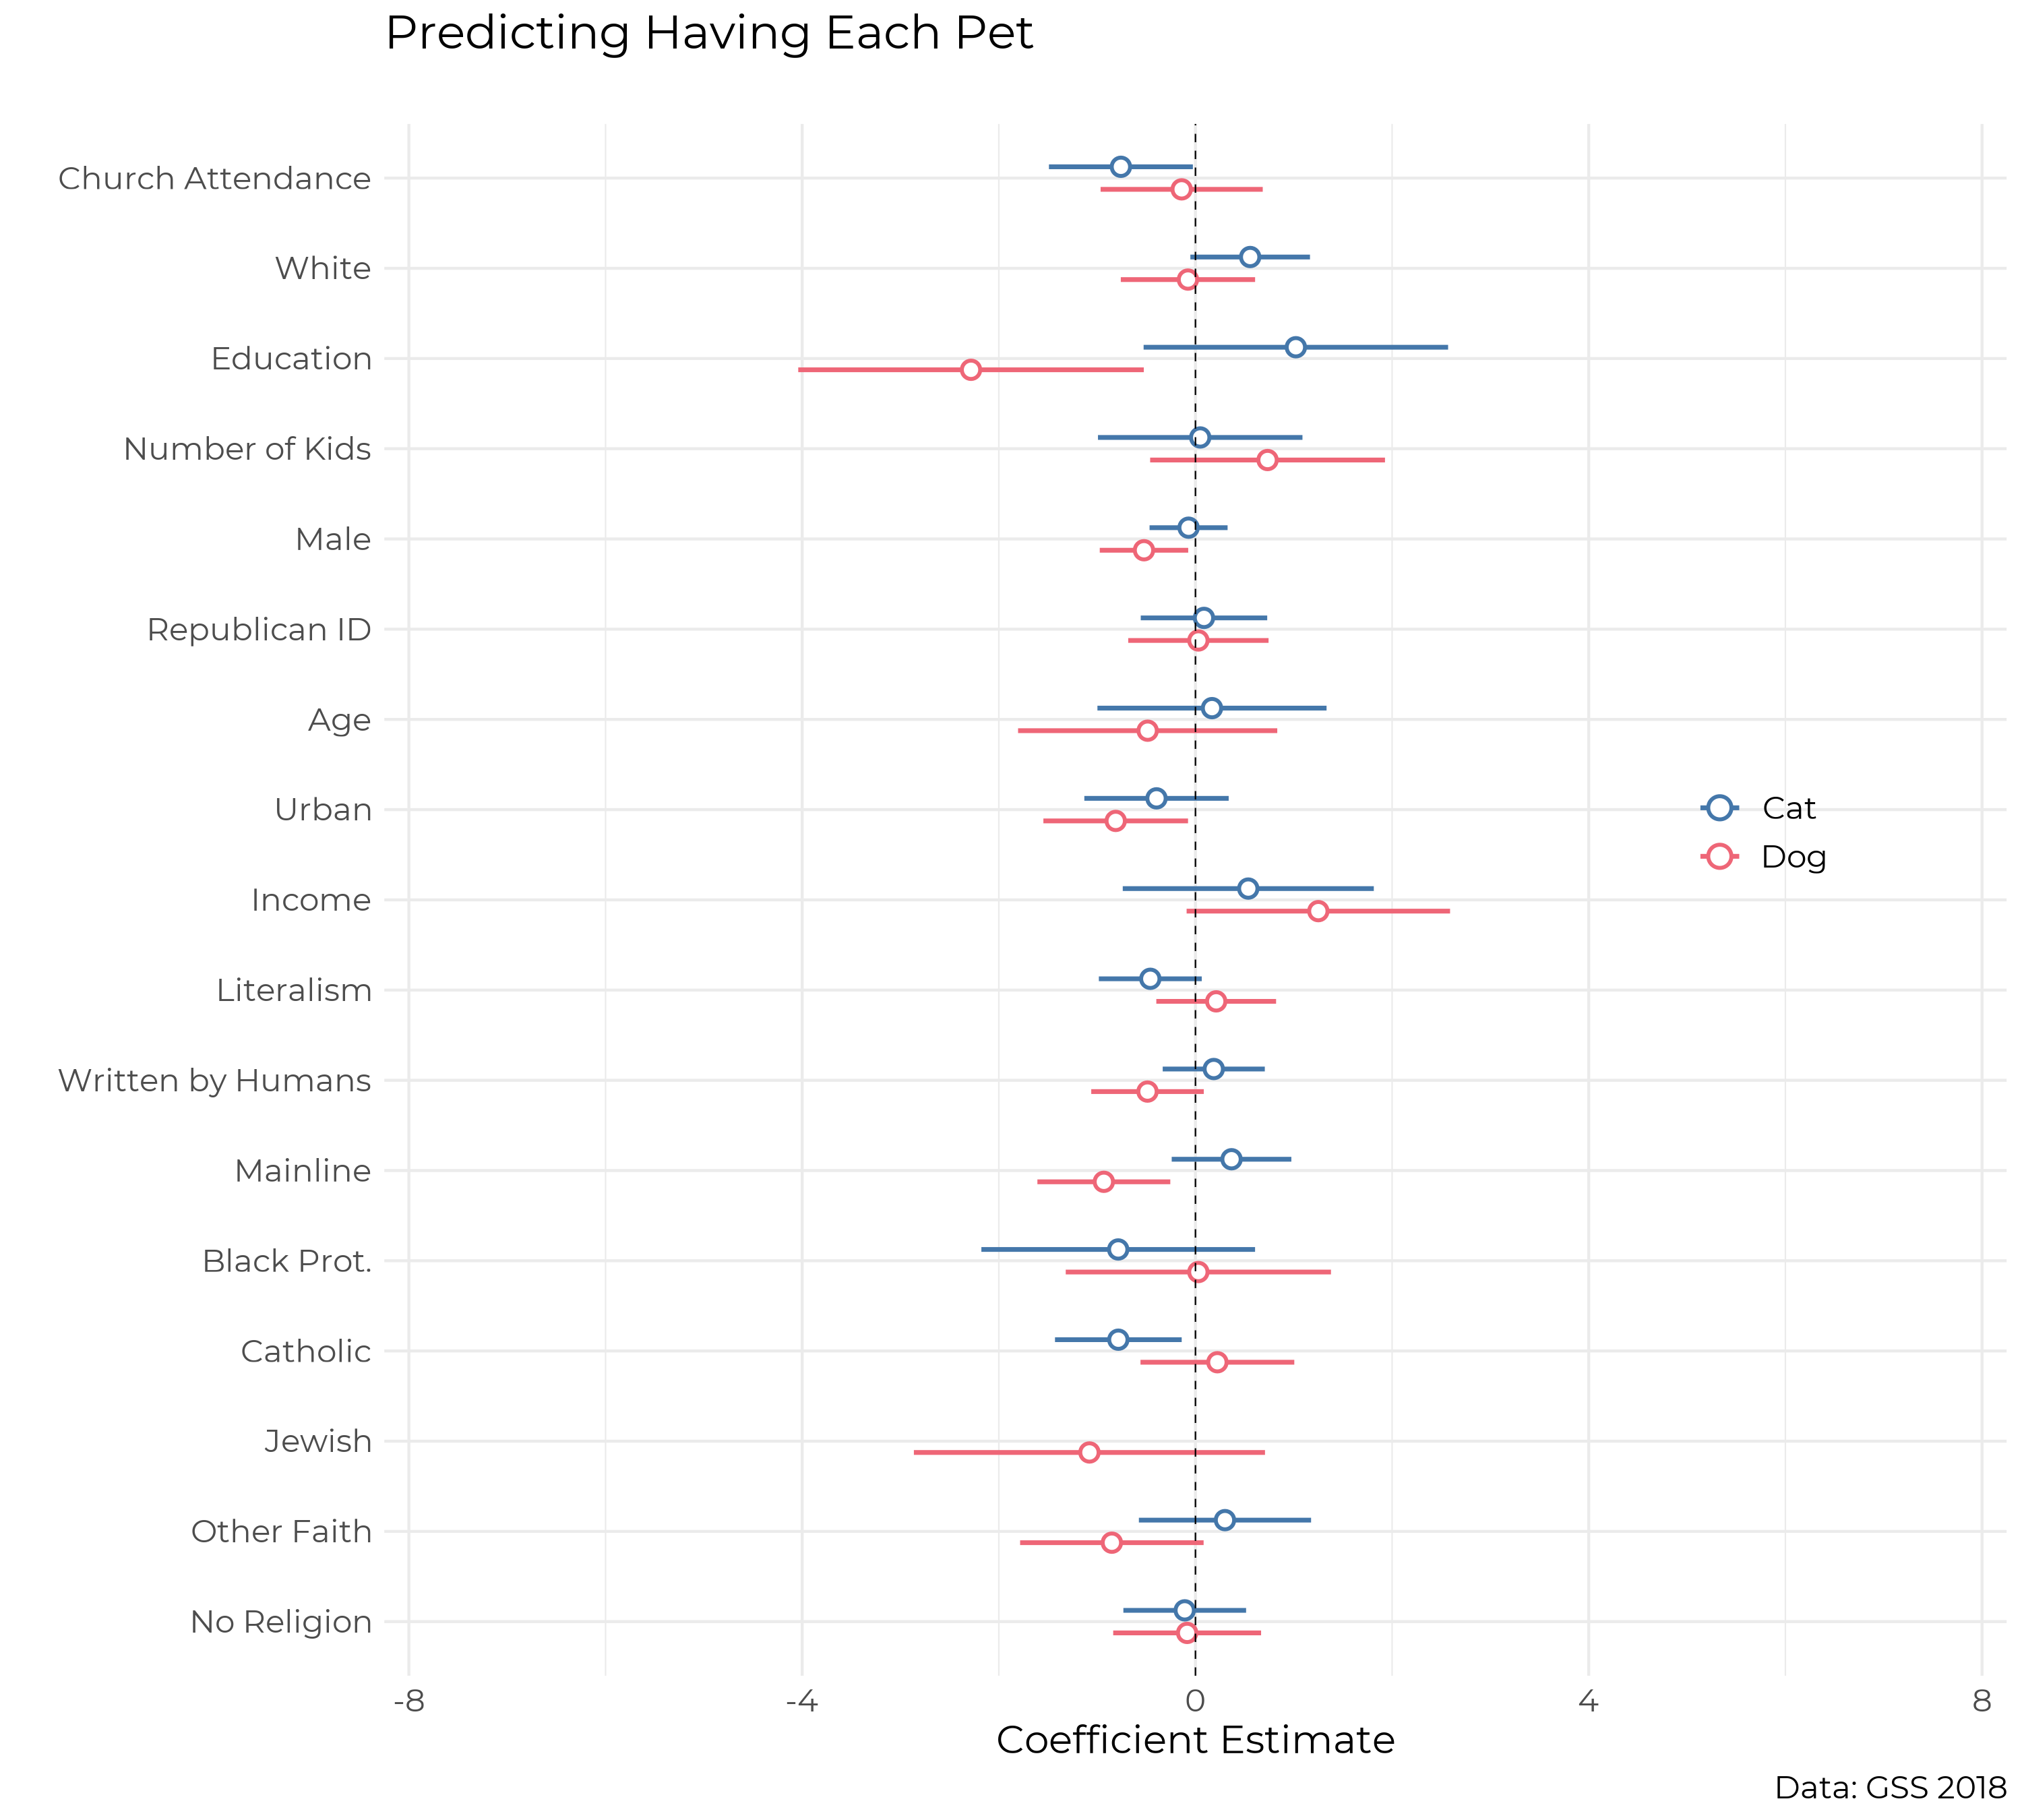 Predicting Having Each Pet
Church Attendance
White
Education
Number of Kids
Male
Republican ID
Age
Urban
Income
Literalism
Written by Humans
Mainline
Black Prot.
Catholic
Jewish
Other Faith
No Religion
Cat
Dog
-8 -4 0 4 8
Coefficient Estimate
Data: GSS 2018